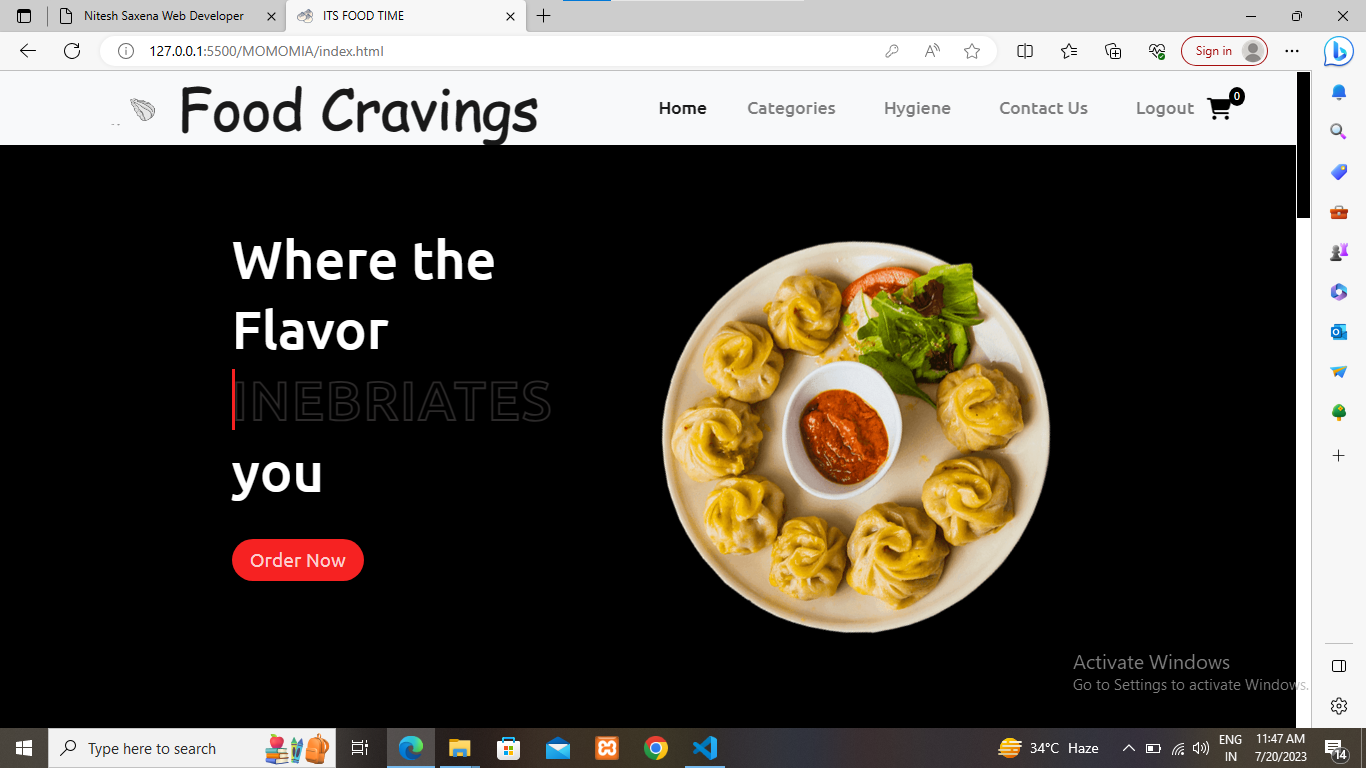 Nitesh Saxena Web Developer
ITS FOOD TIME
127.0.0.1:5500/MOMOMIA/index.html
Sign in
Food Cravings
Home
Categories
Hygiene
Contact Us
Logout
0
Where the
Flavor
INEBRIATES
you
Order Now
Activate Windows
Go to Settings to activate Windows.
Type here to search
34°C Haze
ENG
IN
11:47 AM
7/20/2023
14